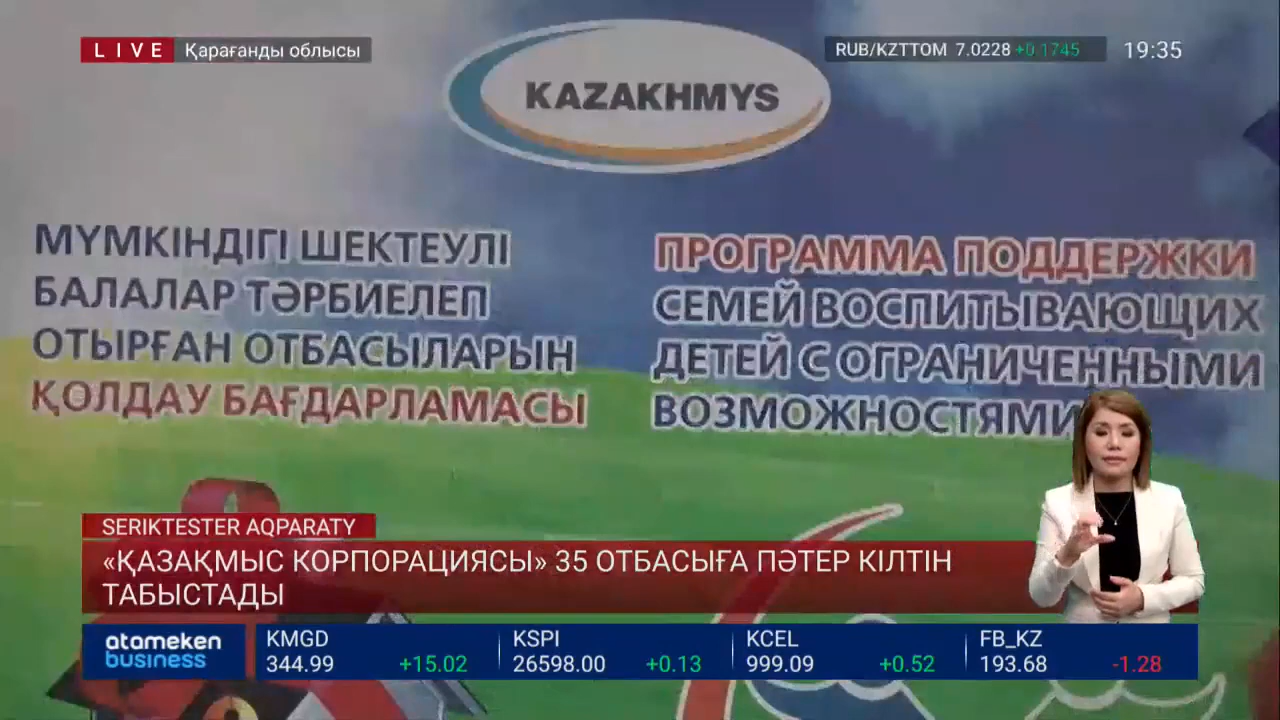 LIVE Қарағанды облысы
RUB/KZTTOM 7.0228 +0.1745 19:35
KAZAKHMYS
МҮМКІНДІГІ ШЕКТЕУЛІ
БАЛАЛАР ТӘРБИЕЛЕП
ОТЫРҒАН ОТБАСЫЛАРЫН
ҚОЛДАУ БАҒДАРЛАМАСЫ
ПРОГРАММА ПОДДЕРЖКИ
СЕМЕЙ ВОСПИТЫВАЮЩИХ
ДЕТЕЙ С ОГРАНИЧЕННЫМИ
ВОЗМОЖНОСТЯМИ
SERIKTESTER AQPARATY
«ҚАЗАҚМЫС КОРПОРАЦИЯСЫ» 35 ОТБАСЫҒА ПӘТЕР КІЛТІН
ТАБЫСТАДЫ
atameken
business
KMGD
344.99 +15.02
KSPI
26598.00 +0.13
KCEL
999.09 +0.52
FB_KZ
193.68 -1.28